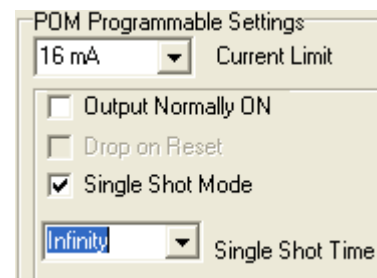 POM Programmable Settings
16 mA Current Limit
Output Normally ON
Drop on Reset
Single Shot Mode
Infinity Single Shot Time